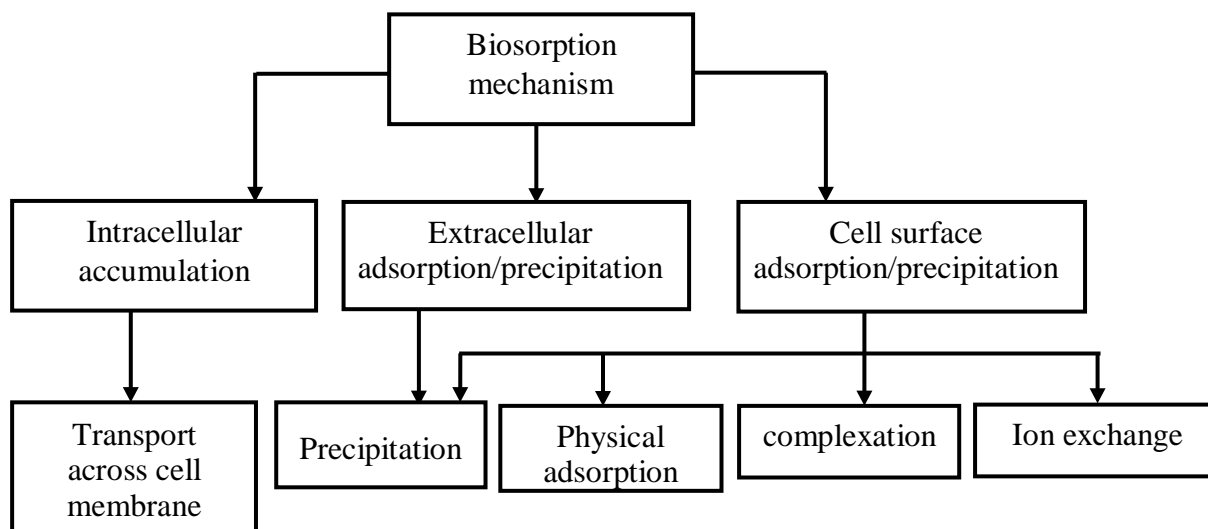 Biosorption
mechanism
Intracellular
accumulation
Extracellular
adsorption/precipitation
Cell surface
adsorption/precipitation
Transport
across cell
membrane
Precipitation
Physical
adsorption
complexation
Ion exchange